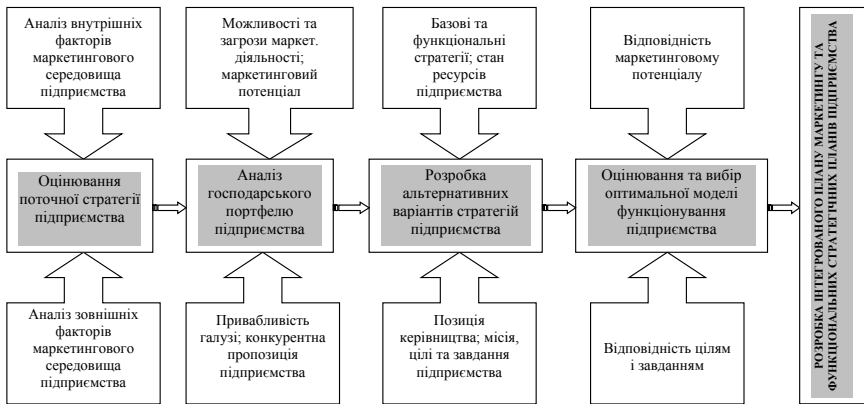 Аналіз внутрішніх
факторів
маркетингового
середовища
підприємства
Можливості та
загрози маркет.
діяльності;
маркетинговий
потенціал
Базові та
функціональні
стратегії; стан
ресурсів
підприємства
Відповідність
маркетинговому
потенціалу
Оцінювання
поточної стратегії
підприємства
Аналіз
господарського
портфелю
підприємства
Розробка
альтернативних
варіантів стратегій
підприємства
Оцінювання та вибір
оптимальної моделі
функціонування
підприємства
РОЗРОБКА ІНТЕГРОВАНОГО ПЛАНУ МАРКЕТИНГУ ТА
ФУНКЦІОНАЛЬНИХ СТРАТЕГІЧНИХ ПЛАНІВ ПІДПРИЄМСТВА
Аналіз зовнішніх
факторів
маркетингового
середовища
підприємства
Привабливість
галузі; конкурентна
пропозиція
підприємства
Позиція
керівництва; місія,
цілі та завдання
підприємства
Відповідність цілям
і завданням